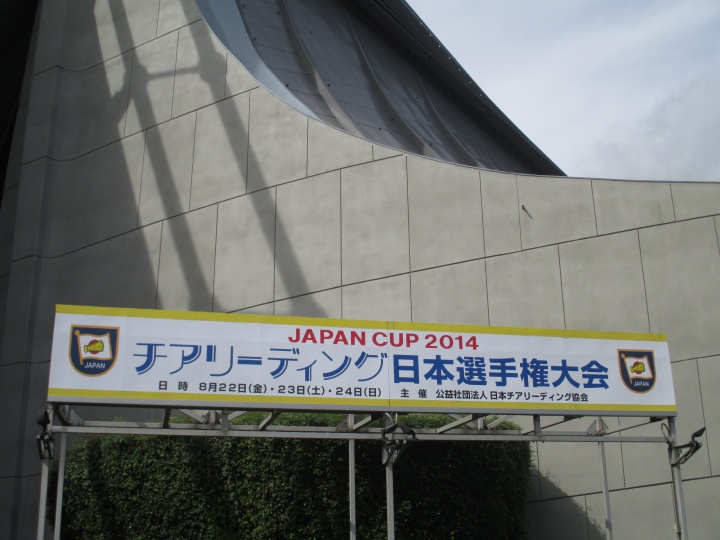 JAPAN CUP 2014
チアリーディング日本選手権大会
日時 8月22日(金)・23日(土)・24日(日) 主催 公益社団法人 日本チアリーディング協会
JAPAN
JAPAN